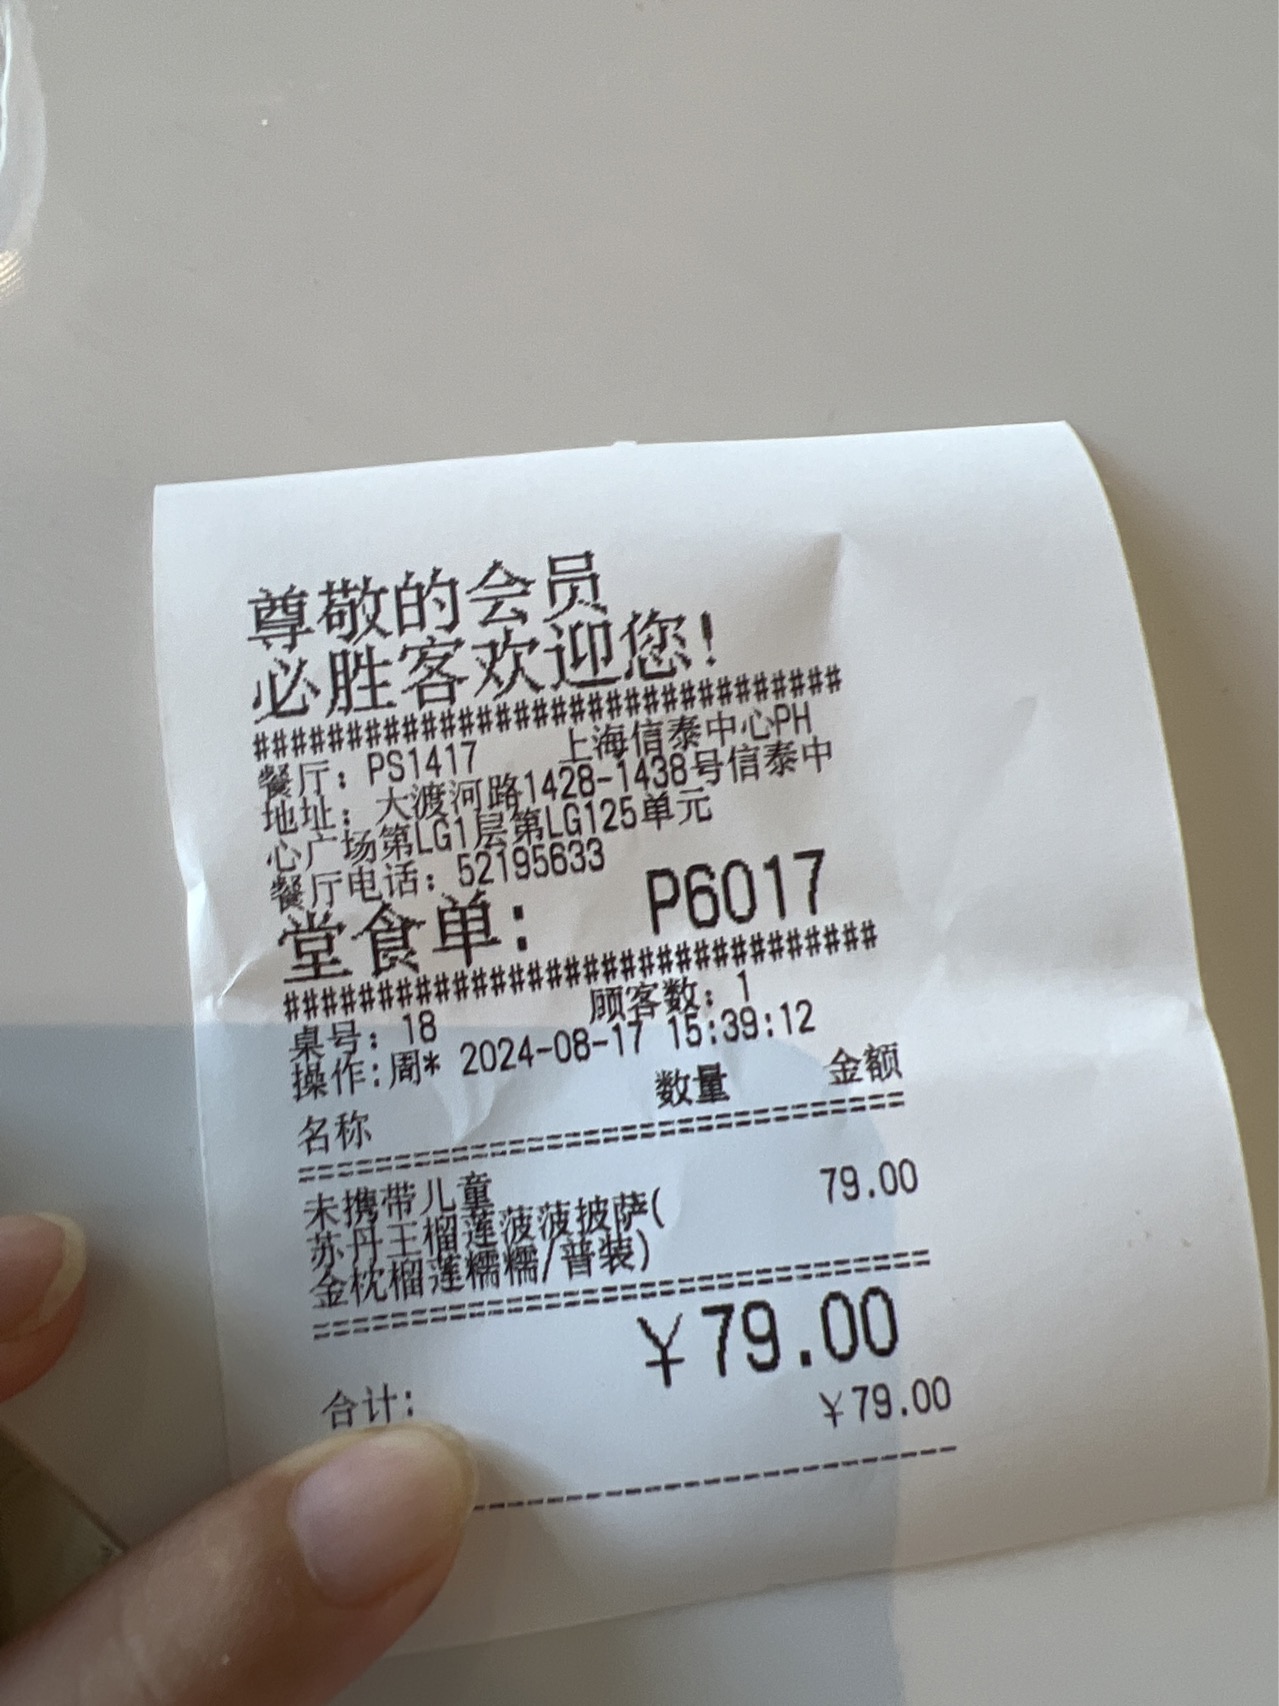 尊敬的会员
必胜客欢迎您!
################################
餐厅: PS1417 上海信泰中心PH
地址: 大渡河路1428-1438号信泰中
心广场第LG1层第LG125单元
餐厅电话: 52195633
堂食单: P6017
################################
桌号: 18 顾客数: 1
操作:周* 2024-08-17 15:39:12
名称 数量 金额
================================
未携带儿童 79.00
苏丹王榴莲菠菠披萨(
金枕榴莲糯糯/普装)
================================
¥79.00
合计: ¥79.00
--------------------------------